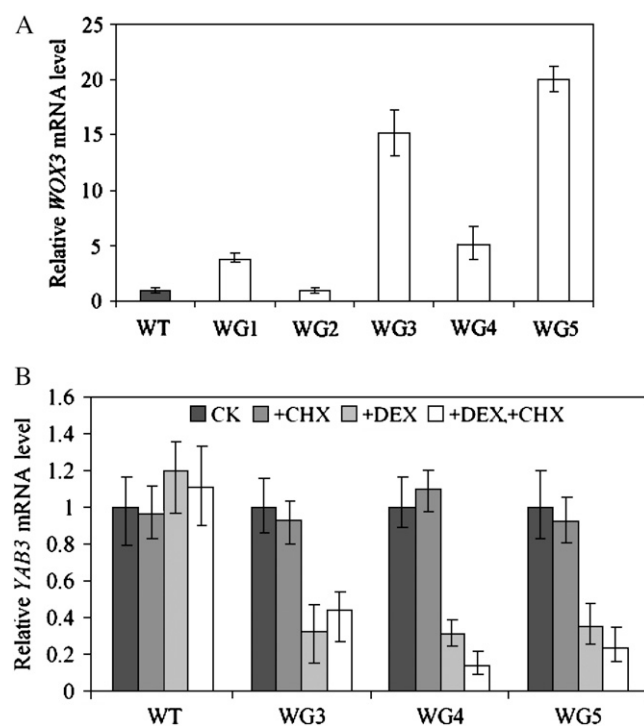 A
Relative WOX3 mRNA level
25
20
15
10
5
0
WT WG1 WG2 WG3 WG4 WG5
B
Relative YAB3 mRNA level
1.6
1.4
1.2
1
0.8
0.6
0.4
0.2
0
CK +CHX +DEX +DEX,+CHX
WT WG3 WG4 WG5